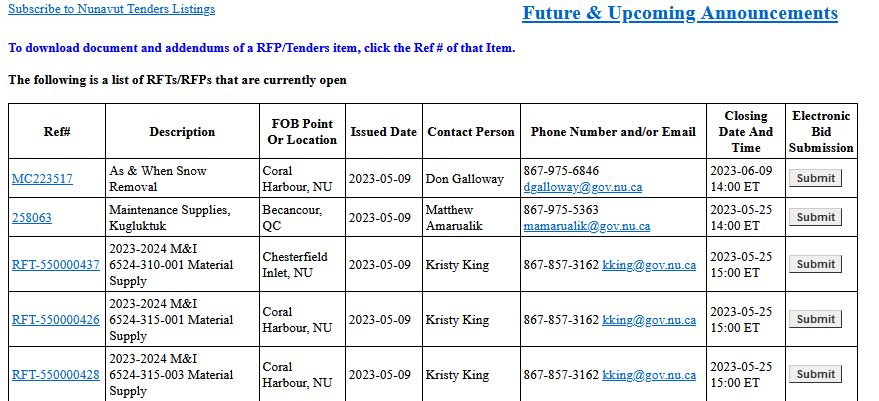 Subscribe to Nunavut Tenders Listings
Future & Upcoming Announcements
To download document and addendums of a RFP/Tenders item, click the Ref # of that Item.
The following is a list of RFTs/RFPs that are currently open
Ref#
Description
FOB Point
Or Location
Issued Date
Contact Person
Phone Number and/or Email
Closing
Date And
Time
Electronic
Bid
Submission
MC223517
As & When Snow
Removal
Coral
Harbour, NU
2023-05-09
Don Galloway
867-975-6846
dgalloway@gov.nu.ca
2023-06-09
14:00 ET
Submit
258063
Maintenance Supplies,
Kugluktuk
Becancour,
QC
2023-05-09
Matthew
Amarualik
867-975-5363
mamarualik@gov.nu.ca
2023-05-25
14:00 ET
Submit
RFT-550000437
2023-2024 M&I
6524-310-001 Material
Supply
Chesterfield
Inlet, NU
2023-05-09
Kristy King
867-857-3162 kking@gov.nu.ca
2023-05-25
15:00 ET
Submit
RFT-550000426
2023-2024 M&I
6524-315-001 Material
Supply
Coral
Harbour, NU
2023-05-09
Kristy King
867-857-3162 kking@gov.nu.ca
2023-05-25
15:00 ET
Submit
RFT-550000428
2023-2024 M&I
6524-315-003 Material
Supply
Coral
Harbour, NU
2023-05-09
Kristy King
867-857-3162 kking@gov.nu.ca
2023-05-25
15:00 ET
Submit